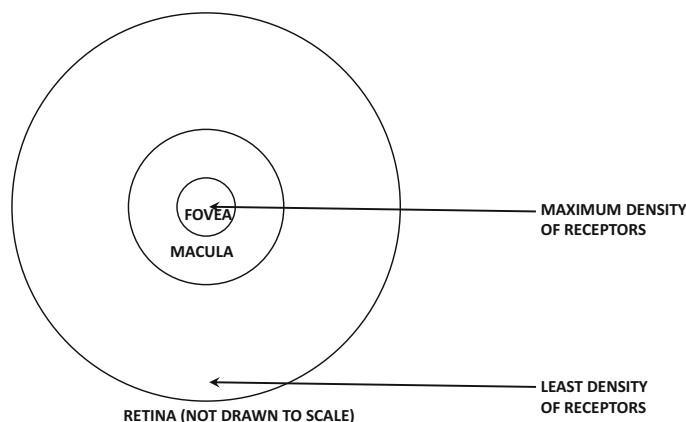 FOVEA
MACULA
MAXIMUM DENSITY
OF RECEPTORS
LEAST DENSITY
OF RECEPTORS
RETINA (NOT DRAWN TO SCALE)